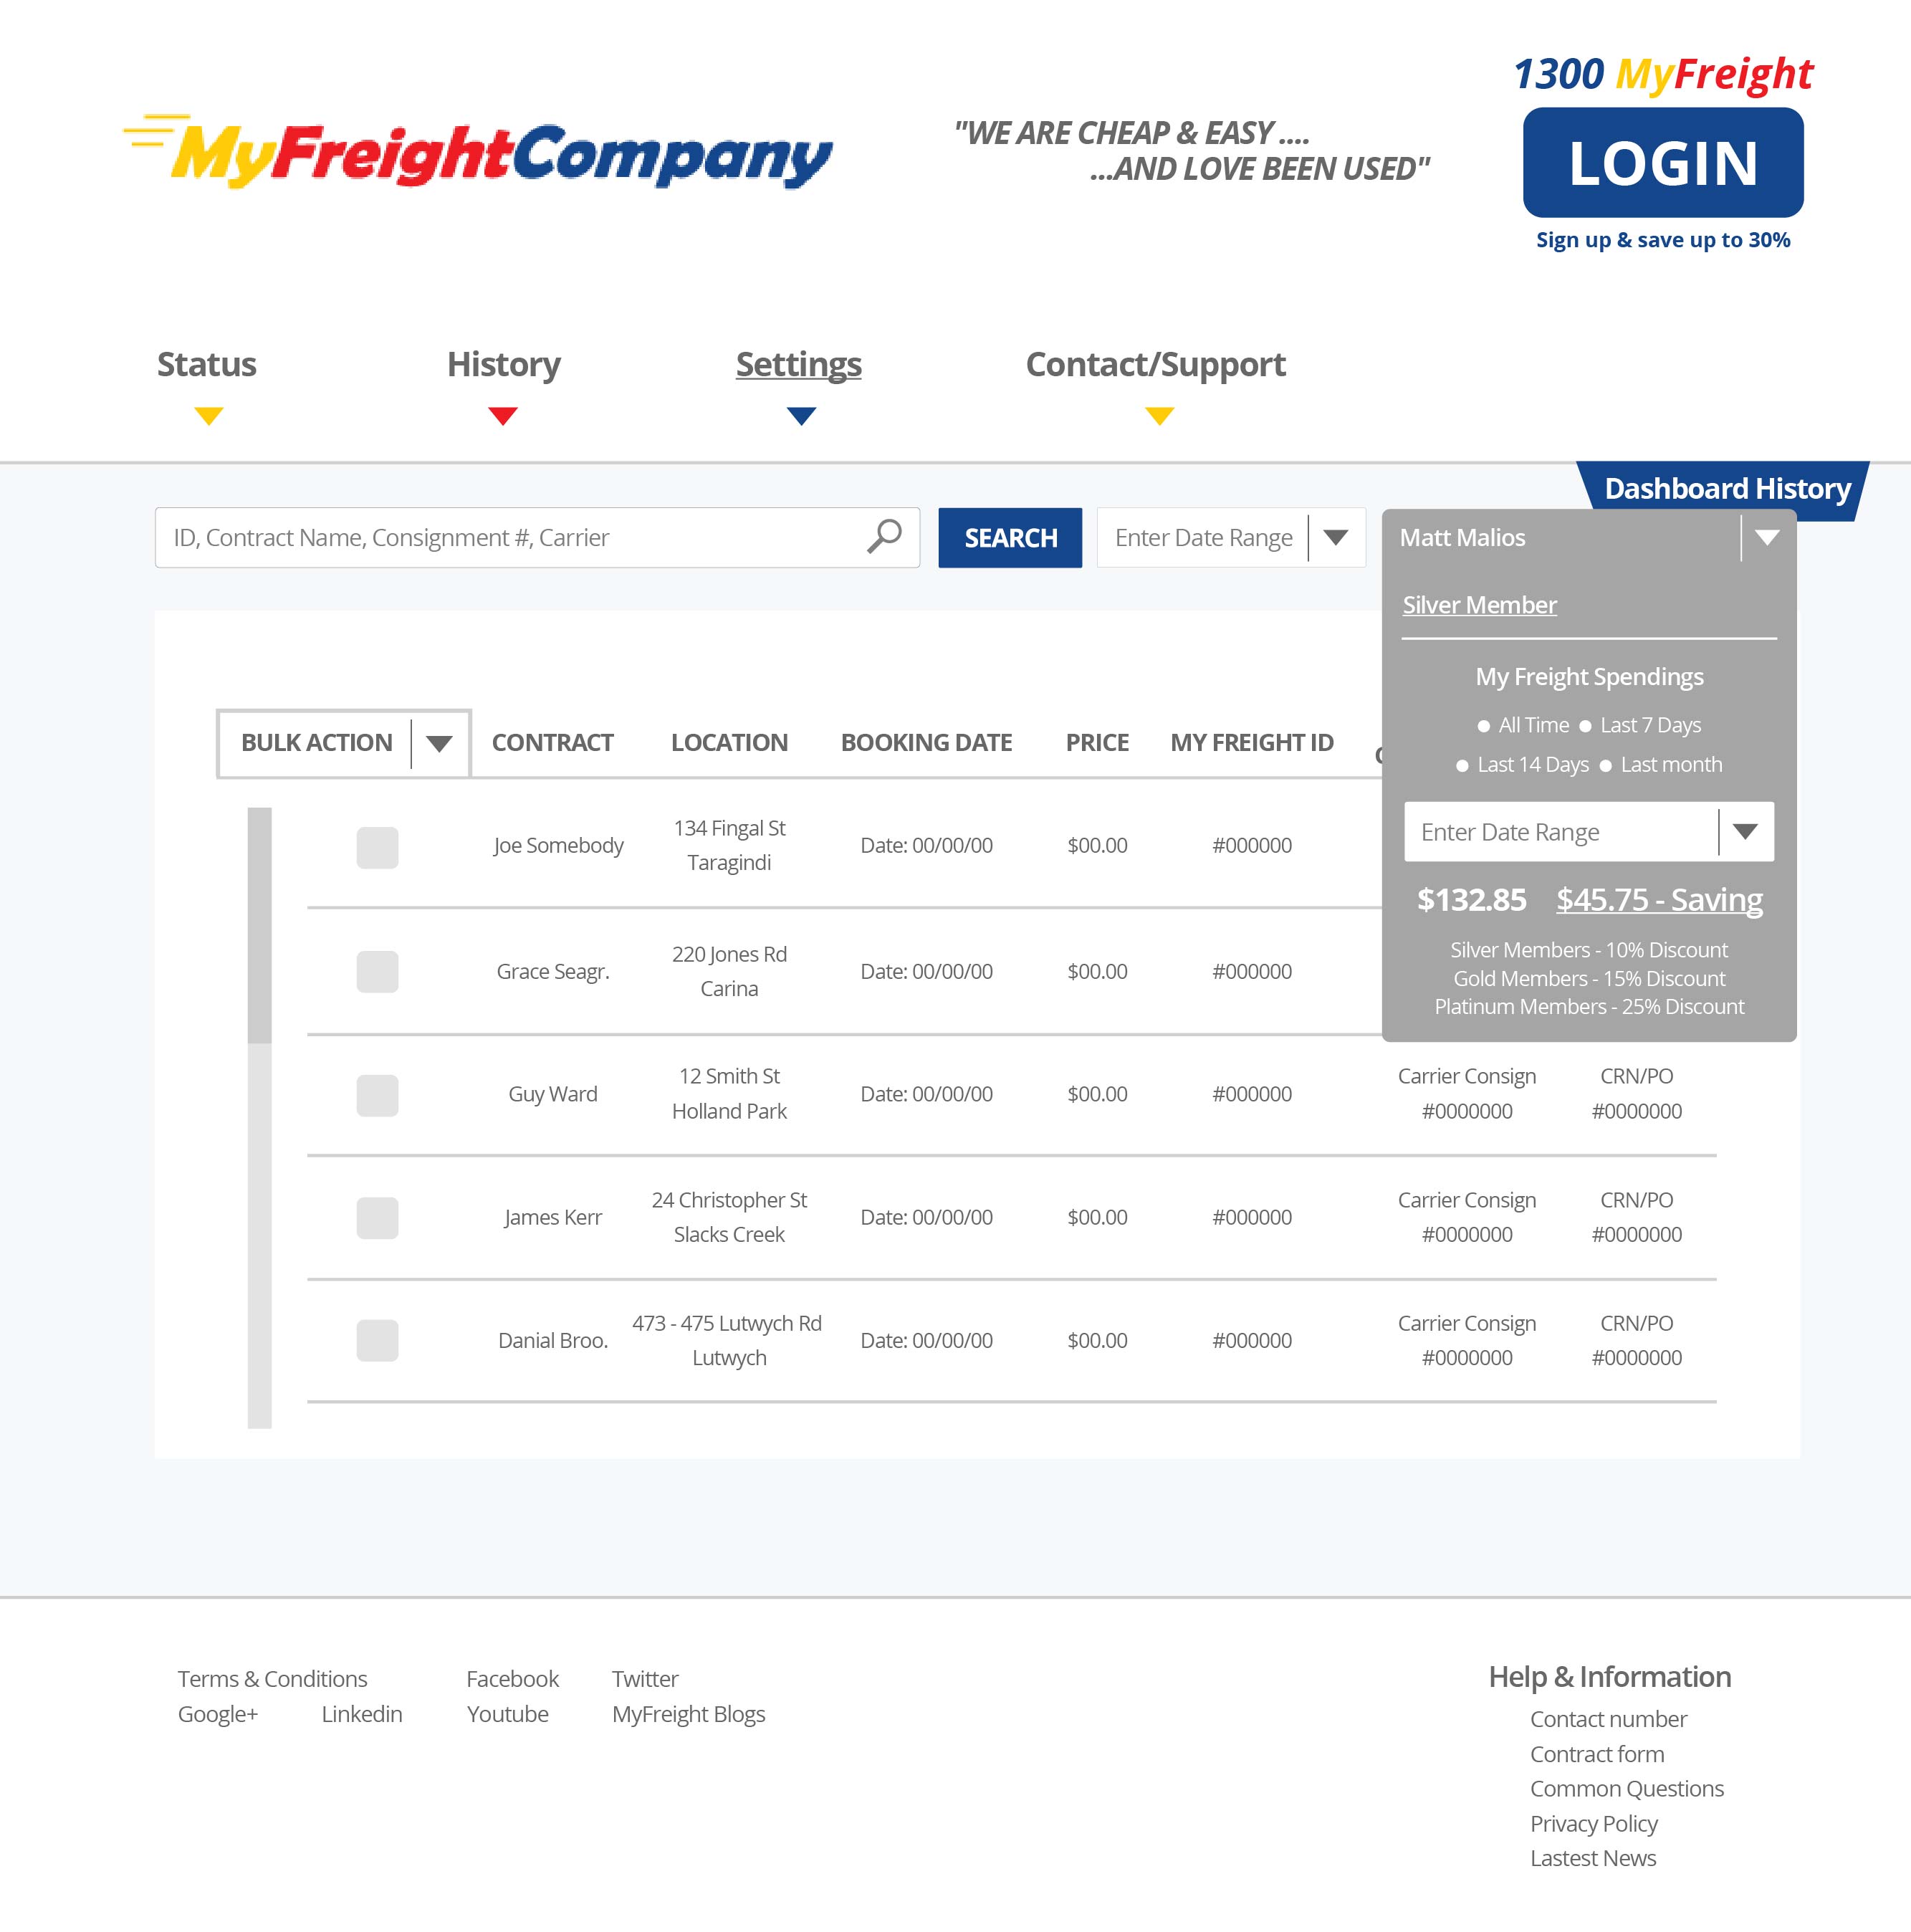 1300 MyFreight
MyFreightCompany
"WE ARE CHEAP & EASY ....
...AND LOVE BEEN USED"
LOGIN
Sign up & save up to 30%
Status
History
Settings
Contact/Support
Dashboard History
ID, Contract Name, Consignment #, Carrier
SEARCH
Enter Date Range
Matt Malios
Silver Member
My Freight Spendings
All Time
Last 7 Days
Last 14 Days
Last month
Enter Date Range
$132.85
$45.75 - Saving
Silver Members - 10% Discount
Gold Members - 15% Discount
Platinum Members - 25% Discount
BULK ACTION
CONTRACT
LOCATION
BOOKING DATE
PRICE
MY FREIGHT ID
Joe Somebody
134 Fingal St
Taragindi
Date: 00/00/00
$00.00
#000000
Grace Seagr.
220 Jones Rd
Carina
Date: 00/00/00
$00.00
#000000
Guy Ward
12 Smith St
Holland Park
Date: 00/00/00
$00.00
#000000
Carrier Consign
#0000000
CRN/PO
#0000000
James Kerr
24 Christopher St
Slacks Creek
Date: 00/00/00
$00.00
#000000
Carrier Consign
#0000000
CRN/PO
#0000000
Danial Broo.
473 - 475 Lutwych Rd
Lutwych
Date: 00/00/00
$00.00
#000000
Carrier Consign
#0000000
CRN/PO
#0000000
Terms & Conditions
Facebook
Twitter
Google+
Linkedin
Youtube
MyFreight Blogs
Help & Information
Contact number
Contract form
Common Questions
Privacy Policy
Lastest News